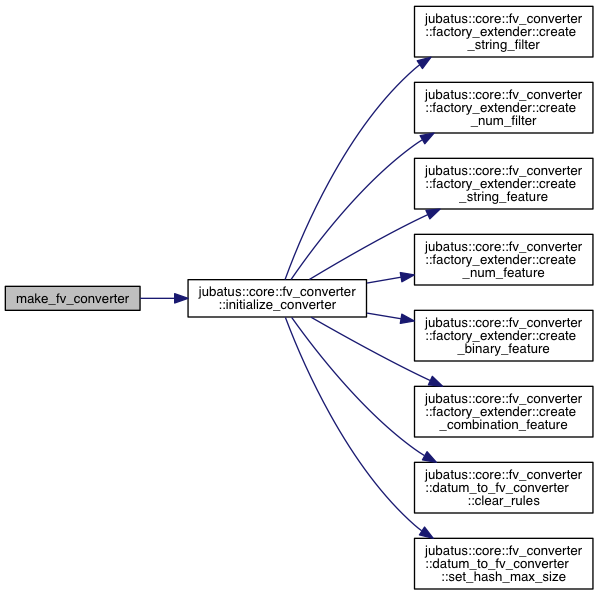 make_fv_converter
jubatus::core::fv_converter
::initialize_converter
jubatus::core::fv_converter
::factory_extender::create
_string_filter
jubatus::core::fv_converter
::factory_extender::create
_num_filter
jubatus::core::fv_converter
::factory_extender::create
_string_feature
jubatus::core::fv_converter
::factory_extender::create
_num_feature
jubatus::core::fv_converter
::factory_extender::create
_binary_feature
jubatus::core::fv_converter
::factory_extender::create
_combination_feature
jubatus::core::fv_converter
::datum_to_fv_converter
::clear_rules
jubatus::core::fv_converter
::datum_to_fv_converter
::set_hash_max_size